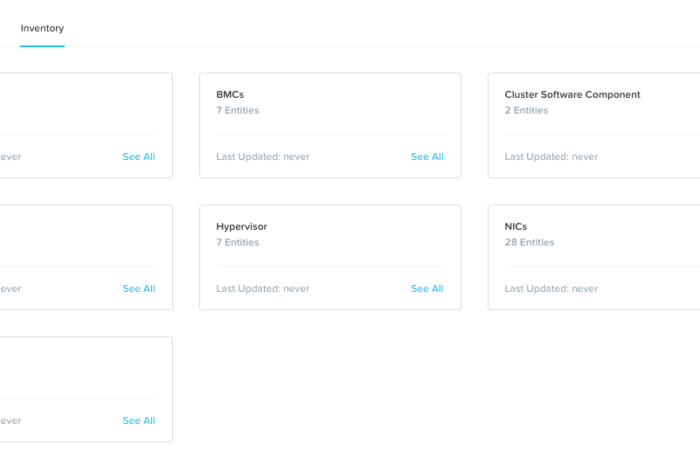 Inventory
BMCs
7 Entities
Last Updated: never
See All
Cluster Software Component
2 Entities
Last Updated: never
ever
See All
Hypervisor
7 Entities
Last Updated: never
See All
NICs
28 Entities
Last Updated: never
ever
See All
ever
See All